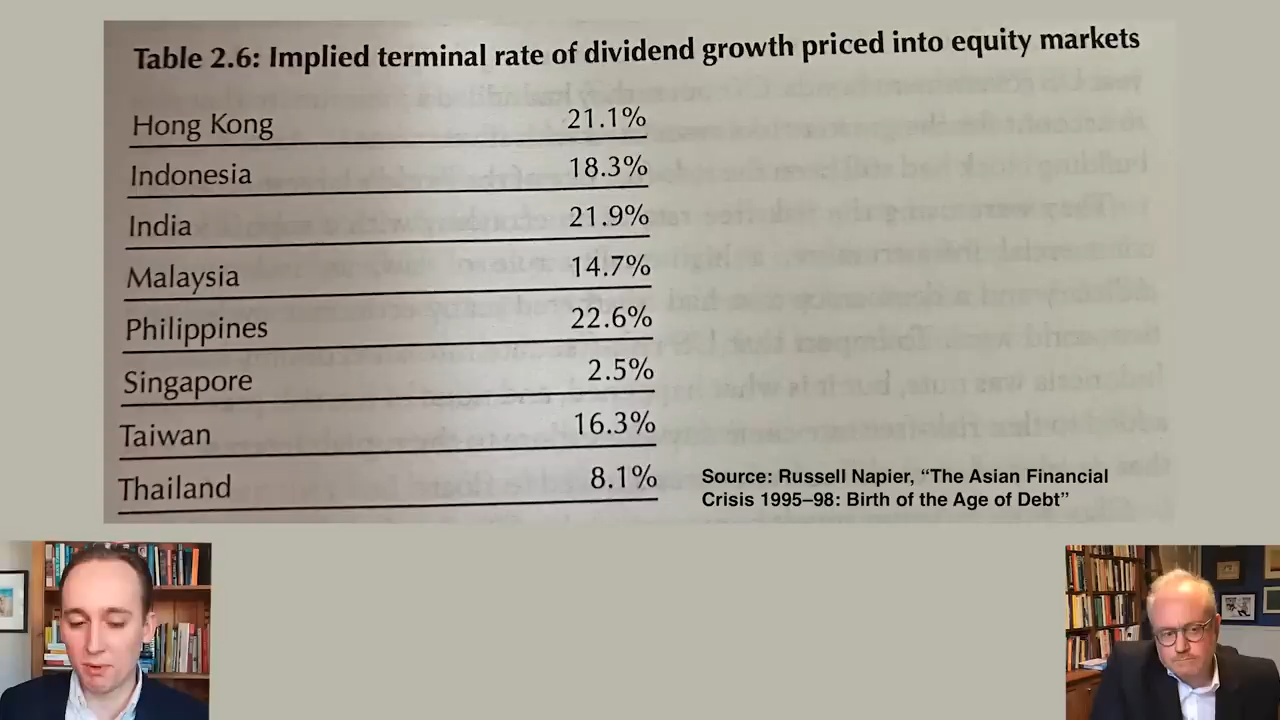 Table 2.6: Implied terminal rate of dividend growth priced into equity markets
Hong Kong 21.1%
Indonesia 18.3%
India 21.9%
Malaysia 14.7%
Philippines 22.6%
Singapore 2.5%
Taiwan 16.3%
Thailand 8.1%
Source: Russell Napier, “The Asian Financial
Crisis 1995–98: Birth of the Age of Debt”